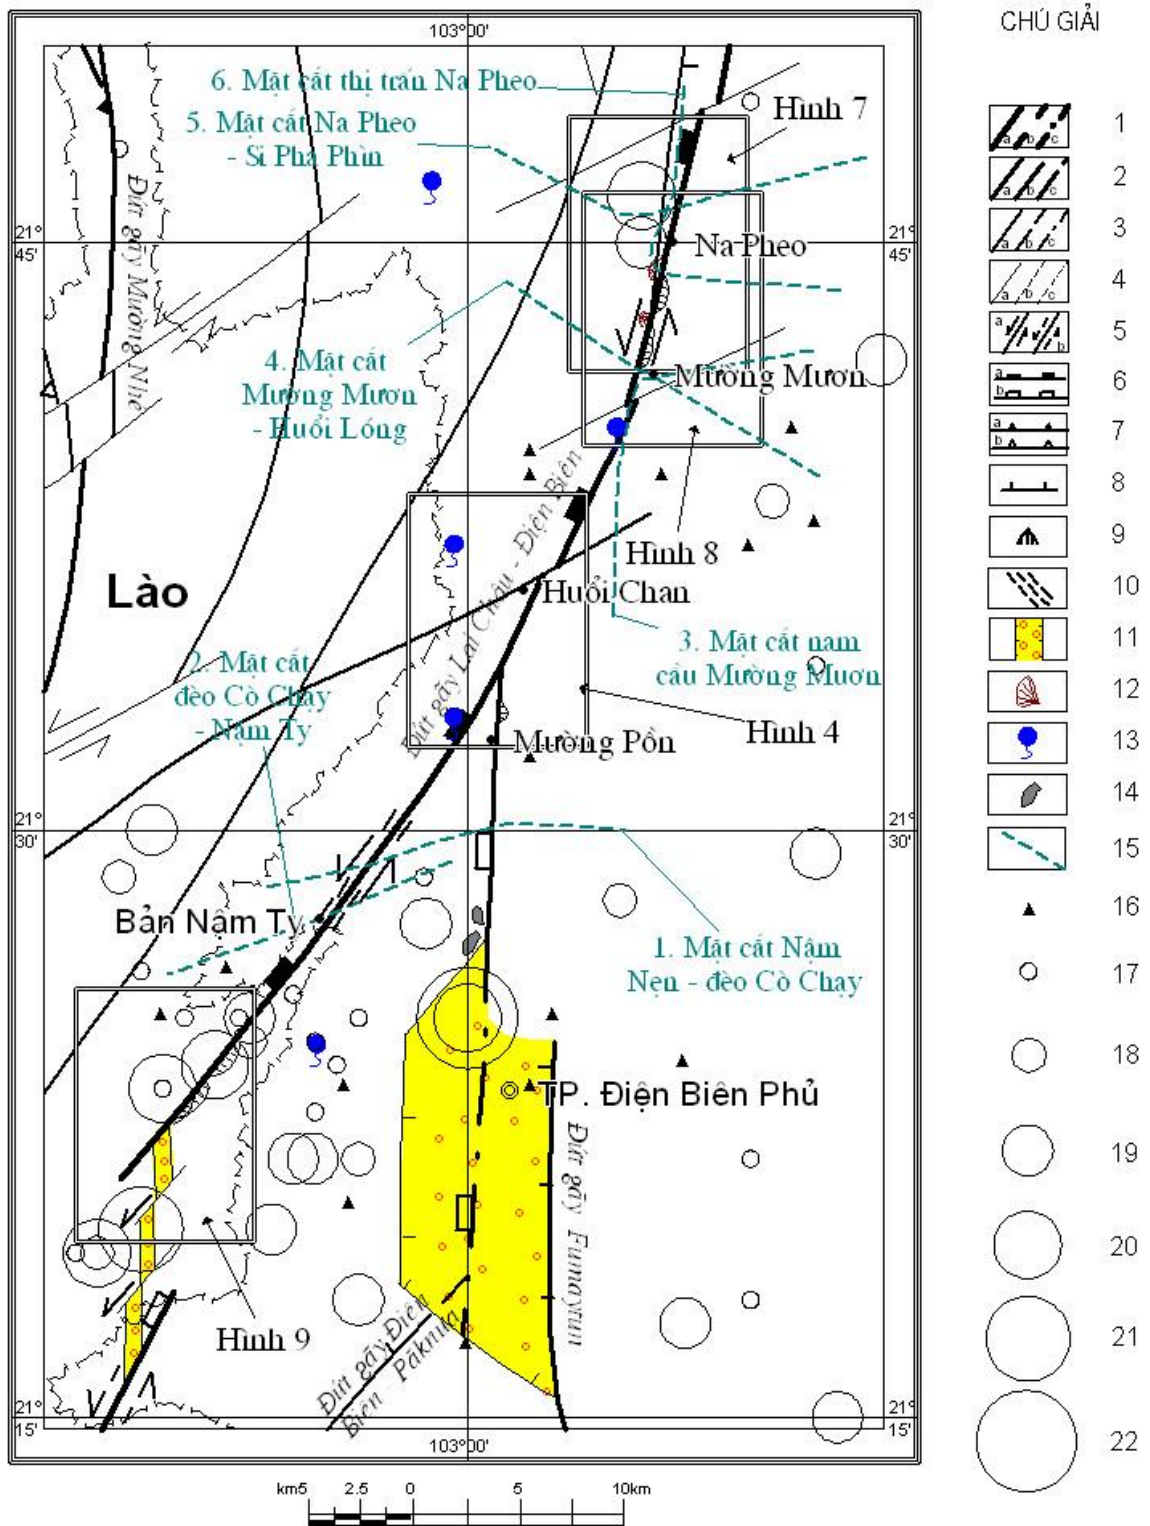 103°00'
CHÚ GIẢI
6. Mặt cắt thị trấn Na Pheo
Hình 7
5. Mặt cắt Na Pheo
- Si Pha Phìn
Đứt gãy Mường Nhé
21°
45'
21°
45'
Na Pheo
4. Mặt cắt
Mường Mươn
- Huổi Lóng
Mường Mươn
Đứt gãy Lai Châu - Điện Biên
Hình 8
Lào
Huổi Chan
3. Mặt cắt nam
cầu Mường Muơn
2. Mặt cắt
đèo Cò Chạy
- Nậm Ty
Hình 4
Mường Pồn
21°
30'
21°
30'
Bản Nậm Ty
1. Mặt cắt Nậm
Nẹn - đèo Cò Chạy
TP. Điện Biên Phủ
Đứt gãy Fumaytun
Hình 9
Đứt gãy Điện
Biên Pắknưa
21°
15'
21°
15'
103°00'
km5 2.5 0 5 10km
a b c 1
a b c 2
a b c 3
a b c 4
a b 5
a b 6
a b 7
8
9
10
11
12
13
14
15
16
17
18
19
20
21
22